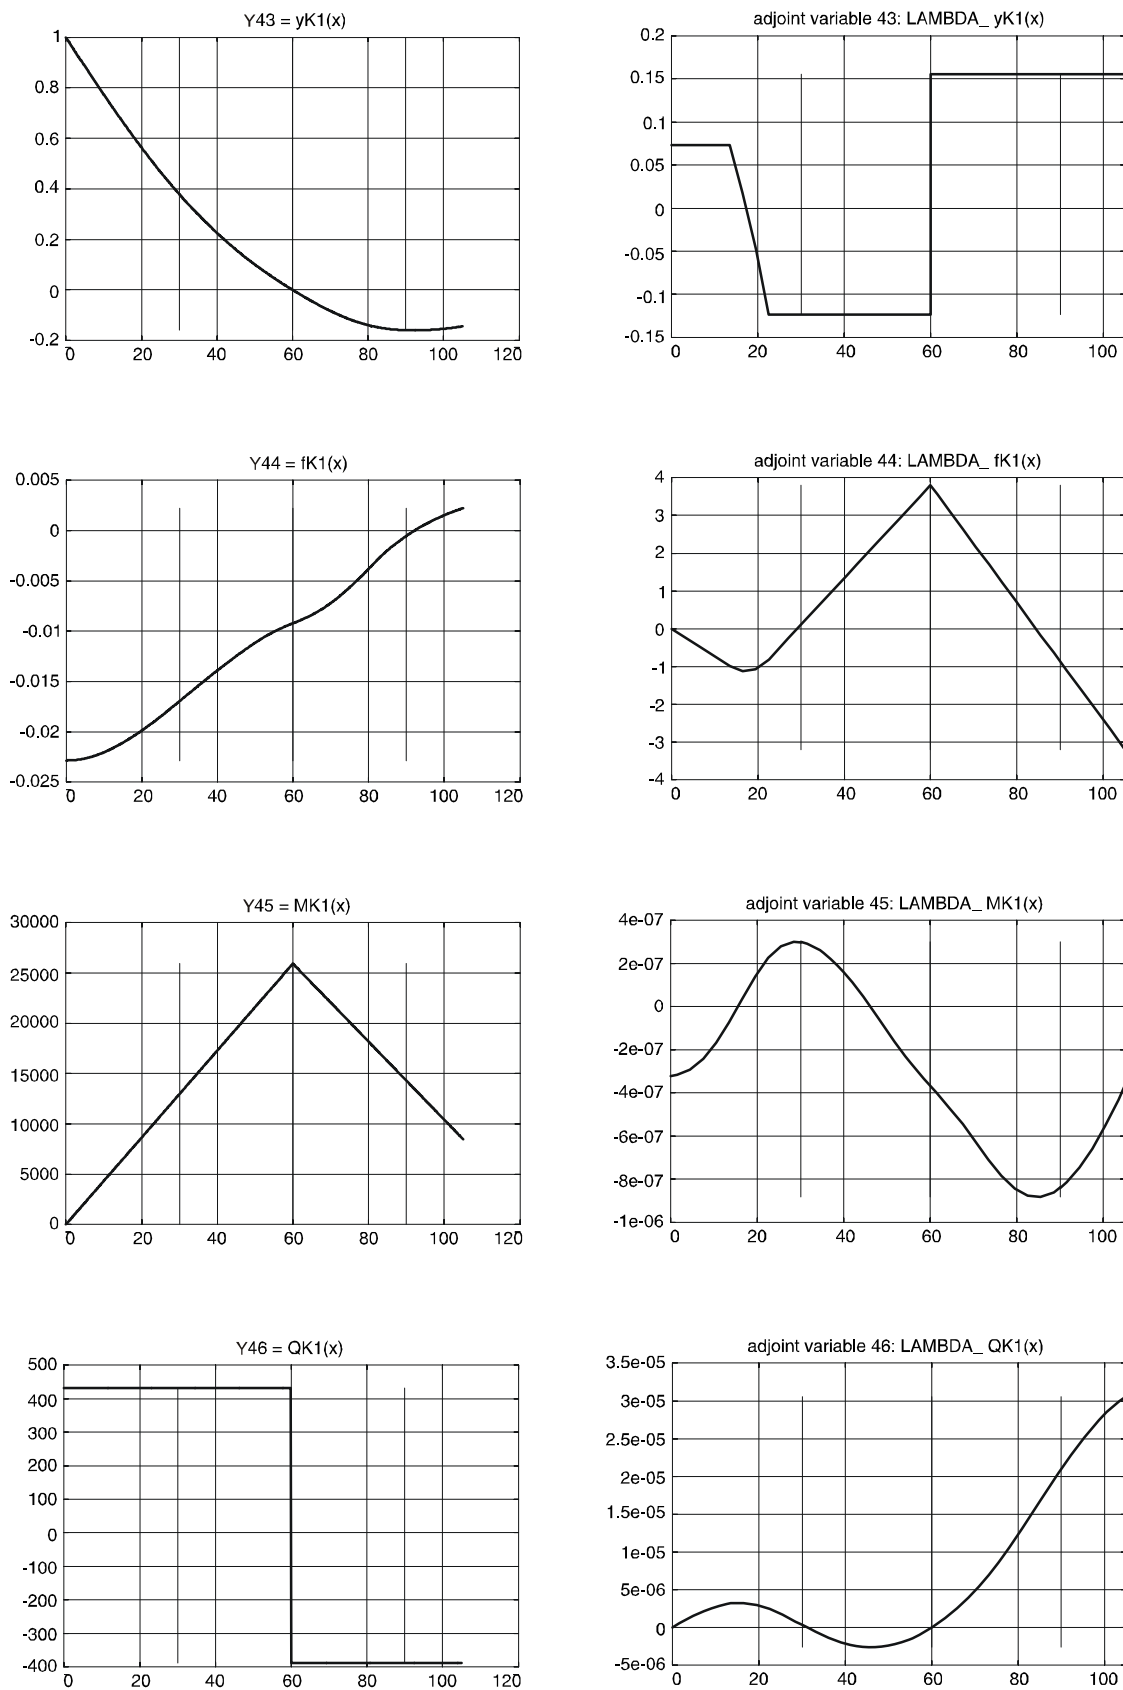 Y43 = yK1(x)
1
0.8
0.6
0.4
0.2
0
-0.2
0 20 40 60 80 100 120
adjoint variable 43: LAMBDA_ yK1(x)
0.2
0.15
0.1
0.05
0
-0.05
-0.1
-0.15
0 20 40 60 80 100
Y44 = fK1(x)
0.005
0
-0.005
-0.01
-0.015
-0.02
-0.025
0 20 40 60 80 100 120
adjoint variable 44: LAMBDA_ fK1(x)
4
3
2
1
0
-1
-2
-3
-4
0 20 40 60 80 100
Y45 = MK1(x)
30000
25000
20000
15000
10000
5000
0
0 20 40 60 80 100 120
adjoint variable 45: LAMBDA_ MK1(x)
4e-07
2e-07
0
-2e-07
-4e-07
-6e-07
-8e-07
-1e-06
0 20 40 60 80 100
Y46 = QK1(x)
500
400
300
200
100
0
-100
-200
-300
-400
0 20 40 60 80 100 120
adjoint variable 46: LAMBDA_ QK1(x)
3.5e-05
3e-05
2.5e-05
2e-05
1.5e-05
1e-05
5e-06
0
-5e-06
0 20 40 60 80 100